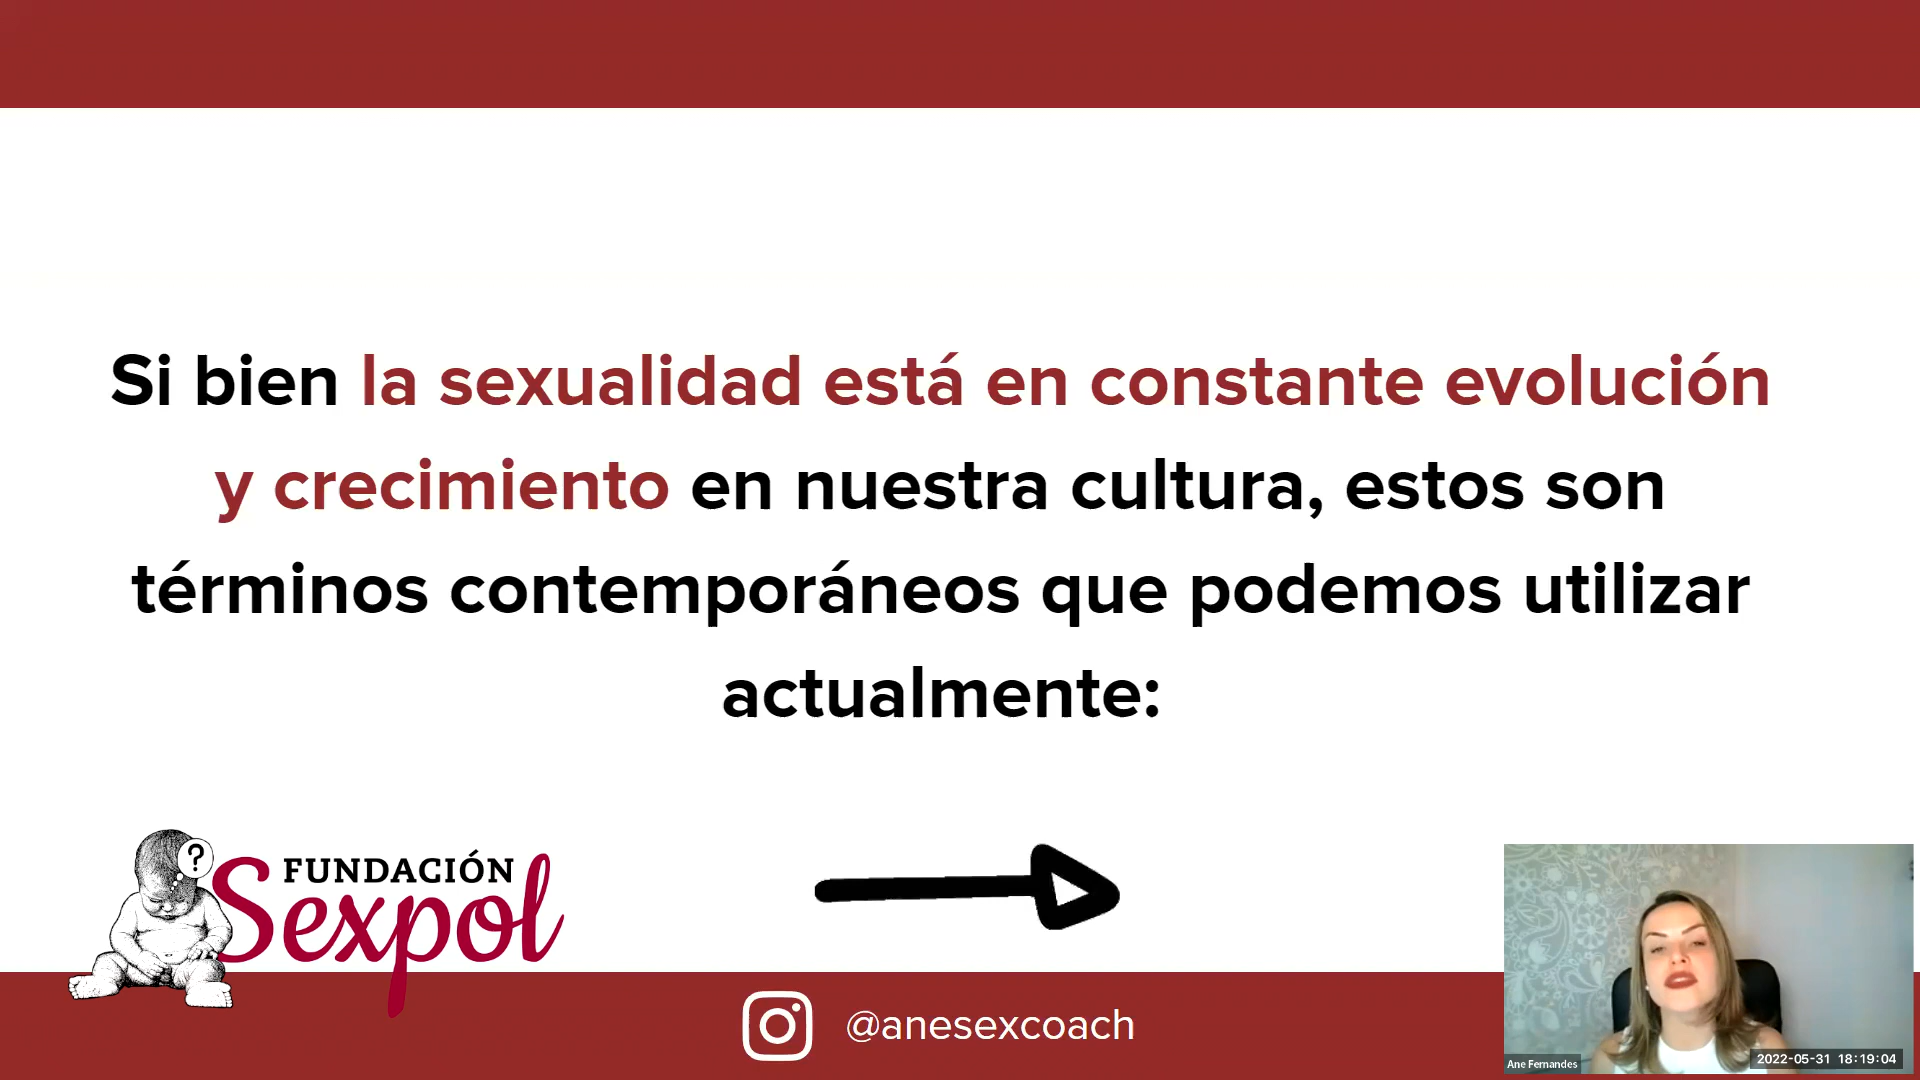 Si bien la sexualidad está en constante evolución
y crecimiento en nuestra cultura, estos son
términos contemporáneos que podemos utilizar
actualmente:
?
FUNDACIÓN
Sexpol
@anesexcoach
Ane Fernandes
2022-05-31 18:19:04